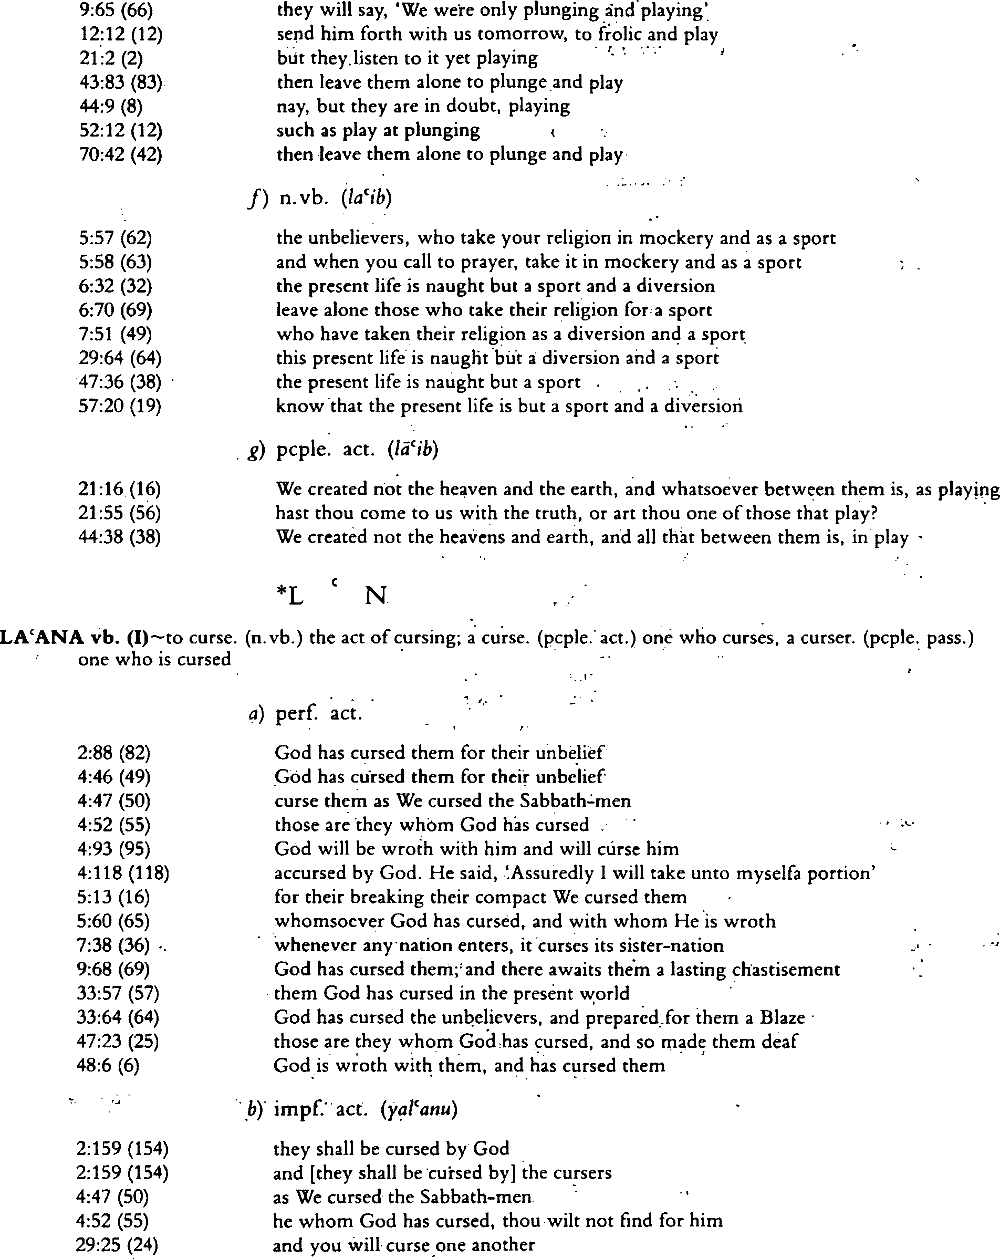 9:65 (66) they will say, 'We were only plunging and playing'
12:12 (12) send him forth with us tomorrow, to frolic and play
21:2 (2) but they listen to it yet playing
43:83 (83) then leave them alone to plunge and play
44:9 (8) nay, but they are in doubt, playing
52:12 (12) such as play at plunging
70:42 (42) then leave them alone to plunge and play
f) n.vb. (laʿib)
5:57 (62) the unbelievers, who take your religion in mockery and as a sport
5:58 (63) and when you call to prayer, take it in mockery and as a sport
6:32 (32) the present life is naught but a sport and a diversion
6:70 (69) leave alone those who take their religion for a sport
7:51 (49) who have taken their religion as a diversion and a sport
29:64 (64) this present life is naught but a diversion and a sport
47:36 (38) the present life is naught but a sport
57:20 (19) know that the present life is but a sport and a diversion
g) pcple. act. (lāʿib)
21:16 (16) We created not the heaven and the earth, and whatsoever between them is, as playing
21:55 (56) hast thou come to us with the truth, or art thou one of those that play?
44:38 (38) We created not the heavens and earth, and all that between them is, in play
*L ʿ N
LAʿANA vb. (I)~to curse. (n.vb.) the act of cursing; a curse. (pcple. act.) one who curses, a curser. (pcple. pass.)
one who is cursed
a) perf. act.
2:88 (82) God has cursed them for their unbelief
4:46 (49) God has cursed them for their unbelief
4:47 (50) curse them as We cursed the Sabbath-men
4:52 (55) those are they whom God has cursed
4:93 (95) God will be wroth with him and will curse him
4:118 (118) accursed by God. He said, 'Assuredly I will take unto myselfa portion'
5:13 (16) for their breaking their compact We cursed them
5:60 (65) whomsoever God has cursed, and with whom He is wroth
7:38 (36) whenever any nation enters, it curses its sister-nation
9:68 (69) God has cursed them; and there awaits them a lasting chastisement
33:57 (57) them God has cursed in the present world
33:64 (64) God has cursed the unbelievers, and prepared for them a Blaze
47:23 (25) those are they whom God has cursed, and so made them deaf
48:6 (6) God is wroth with them, and has cursed them
b) impf. act. (yalʿanu)
2:159 (154) they shall be cursed by God
2:159 (154) and [they shall be cursed by] the cursers
4:47 (50) as We cursed the Sabbath-men
4:52 (55) he whom God has cursed, thou wilt not find for him
29:25 (24) and you will curse one another